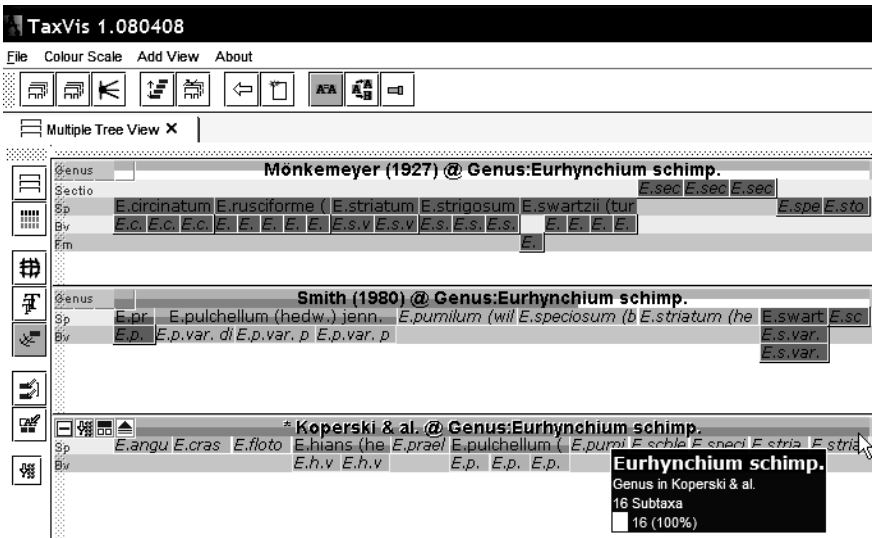 TaxVis 1.080408
File Colour Scale Add View About
A=A
Multiple Tree View X
Genus Mönkemeyer (1927) @ Genus:Eurhynchium schimp.
Sectio E.sec E.sec E.sec
Sp E.circinatum E.rusciforme ( E.striatum E.strigosum E.swartzii (tur E.spe E.sto
Bv E.c. E.c. E.c. E. E. E. E. E. E.s.v E.s.v E.s. E.s. E.s. E. E. E. E.
Fm E.
Genus Smith (1980) @ Genus:Eurhynchium schimp.
Sp E.pr E.pulchellum (hedw.) jenn. E.pumilum (wil E.speciosum (b E.striatum (he E.swart E.sc
Bv E.p. E.p.var. di E.p.var. p E.p.var. p E.s.var.
E.s.var.
* Koperski & al. @ Genus:Eurhynchium schimp.
Sp E.angu E.cras E.floto E.hians (he E.prael E.pulchellum ( E.pumi E.schle E.speci E.stria E.stria
Bv E.h.v E.h.v E.p. E.p. E.p.
Eurhynchium schimp.
Genus in Koperski & al.
16 Subtaxa
16 (100%)